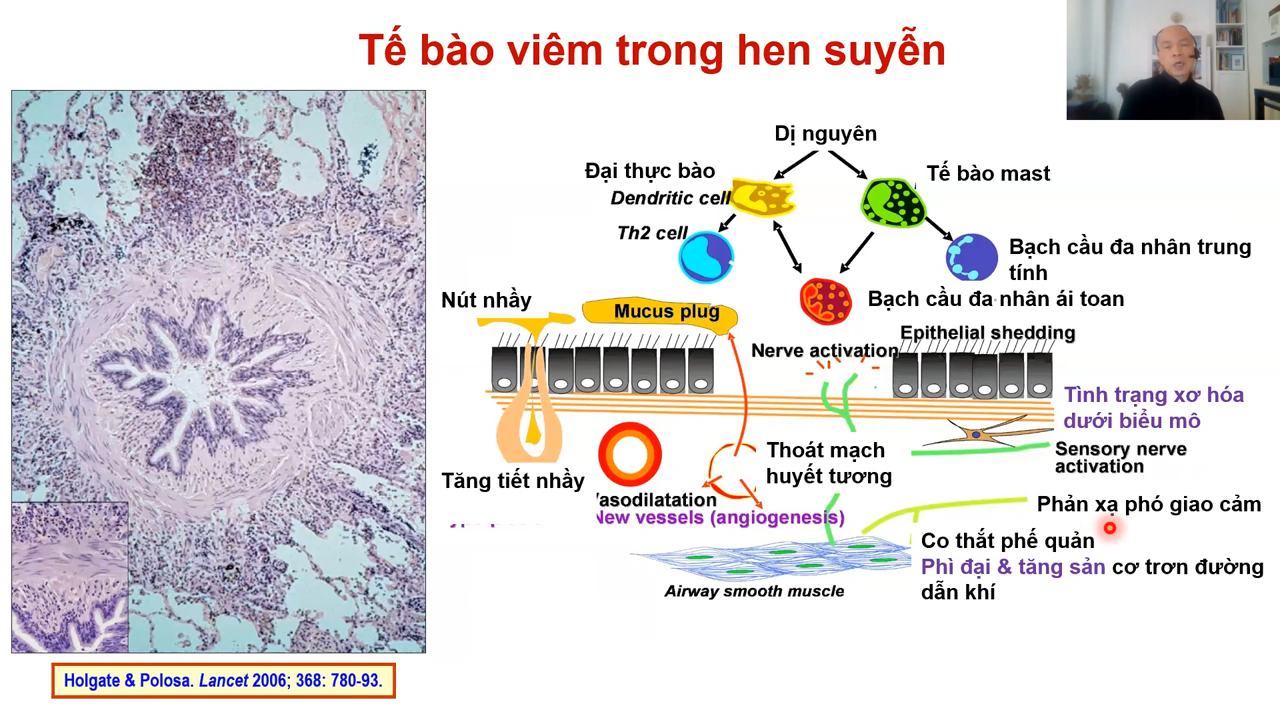 Tế bào viêm trong hen suyễn
Dị nguyên
Đại thực bào
Dendritic cell
Tế bào mast
Th2 cell
Bạch cầu đa nhân trung
tính
Bạch cầu đa nhân ái toan
Nút nhầy
Mucus plug
Epithelial shedding
Nerve activation
Tình trạng xơ hóa
dưới biểu mô
Thoát mạch
huyết tương
Sensory nerve
activation
Tăng tiết nhầy
asodilatation
New vessels (angiogenesis)
Phản xạ phó giao cảm
Co thắt phế quản
Phì đại & tăng sản cơ trơn đường
dẫn khí
Airway smooth muscle
Holgate & Polosa. Lancet 2006; 368: 780-93.